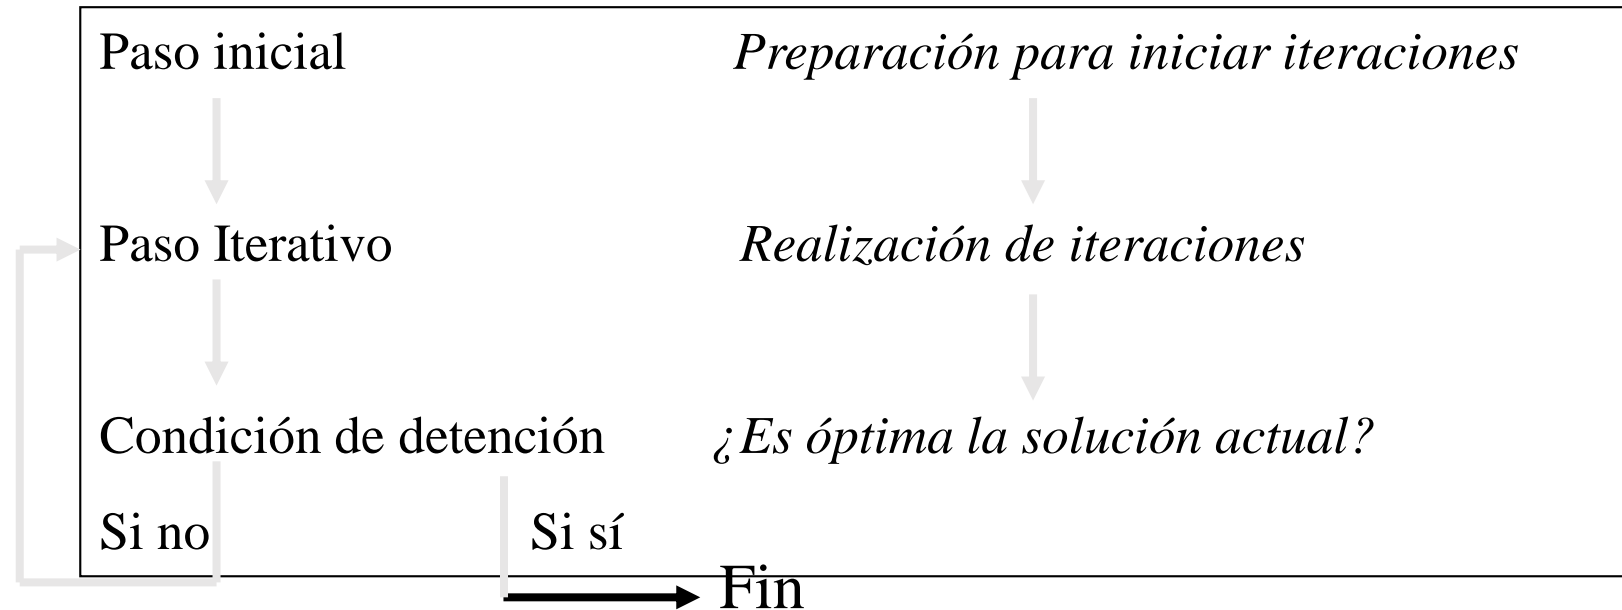 Paso inicial Preparación para iniciar iteraciones
Paso Iterativo Realización de iteraciones
Condición de detención ¿Es óptima la solución actual?
Si no Si sí
Fin